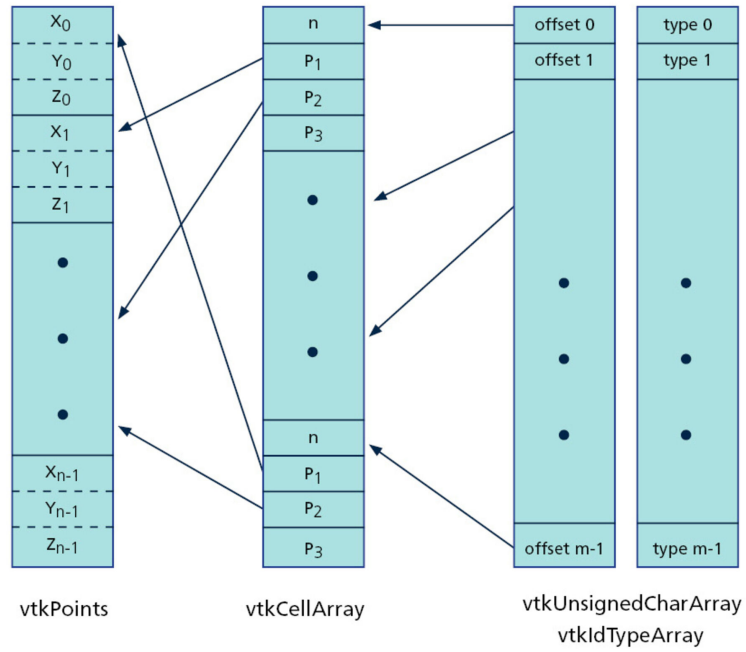 X0
Y0
Z0
X1
Y1
Z1
Xn-1
Yn-1
Zn-1
vtkPoints
n
P1
P2
P3
n
P1
P2
P3
vtkCellArray
offset 0
offset 1
offset m-1
type 0
type 1
type m-1
vtkUnsignedCharArray
vtkIdTypeArray